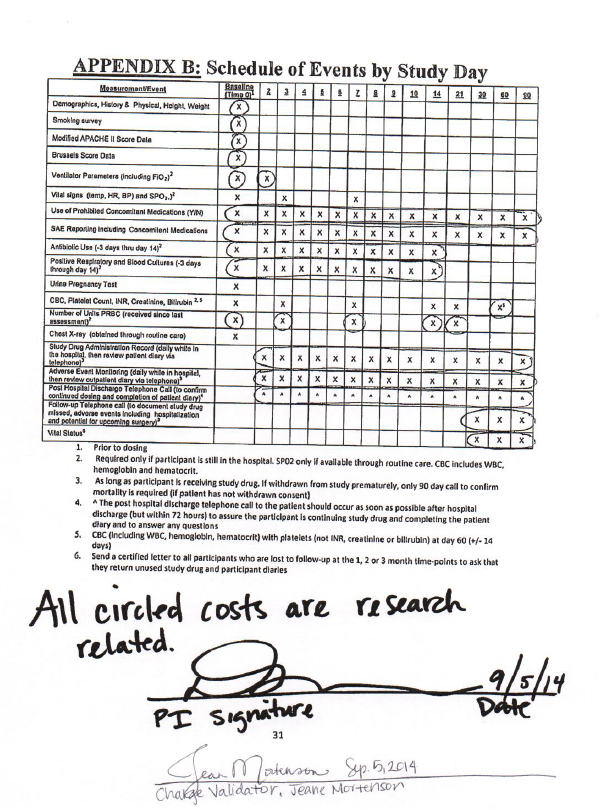 APPENDIX B: Schedule of Events by Study Day
Measurement/Event Baseline (Time 0)¹ 2 3 4 5 6 7 8 9 10 14 21 30 60 90
Demographics, History & Physical, Height, Weight X
Smoking survey X
Modified APACHE II Score Data X
Brussels Score Data X
Ventilator Parameters (including FiO₂)² X X
Vital signs (temp, HR, BP) and SPO₂.)² X X X
Use of Prohibited Concomitant Medications (Y/N) X X X X X X X X X X X X X X X
SAE Reporting including Concomitant Medications X X X X X X X X X X X X X X X
Antibiotic Use (-3 days thru day 14)² X X X X X X X X X X X
Positive Respiratory and Blood Cultures (-3 days
through day 14)² X X X X X X X X X X X
Urine Pregnancy Test X
CBC, Platelet Count, INR, Creatinine, Bilirubin ²,⁵ X X X X X X⁵
Number of Units PRBC (received since last
assessment)² X X X X X
Chest X-ray (obtained through routine care) X
Study Drug Administration Record (daily while in
the hospital, then review patient diary via
telephone)³ X X X X X X X X X X X X X X
Adverse Event Monitoring (daily while in hospital,
then review outpatient diary via telephone)³ X X X X X X X X X X X X X X
Post Hospital Discharge Telephone Call (to confirm
continued dosing and completion of patient diary)⁴ ^ ^ ^ ^ ^ ^ ^ ^ ^ ^ ^ ^ ^ ^
Follow-up Telephone call (to document study drug
missed, adverse events including hospitalization
and potential for upcoming surgery) X X X
Vital Status⁶ X X X
1. Prior to dosing
2. Required only if participant is still in the hospital. SP02 only if available through routine care. CBC includes WBC,
hemoglobin and hematocrit.
3. As long as participant is receiving study drug. If withdrawn from study prematurely, only 90 day call to confirm
mortality is required (if patient has not withdrawn consent)
4. ^ The post hospital discharge telephone call to the patient should occur as soon as possible after hospital
discharge (but within 72 hours) to assure the participant is continuing study drug and completing the patient
diary and to answer any questions
5. CBC (including WBC, hemoglobin, hematocrit) with platelets (not INR, creatinine or bilirubin) at day 60 (+/- 14
days)
6. Send a certified letter to all participants who are lost to follow-up at the 1, 2 or 3 month time-points to ask that
they return unused study drug and participant diaries
All circled costs are research
related.
9/5/14
PI Signature Date
31
Jean Mortenson Sep. 5, 2014
Charge Validator, Jeane Mortenson